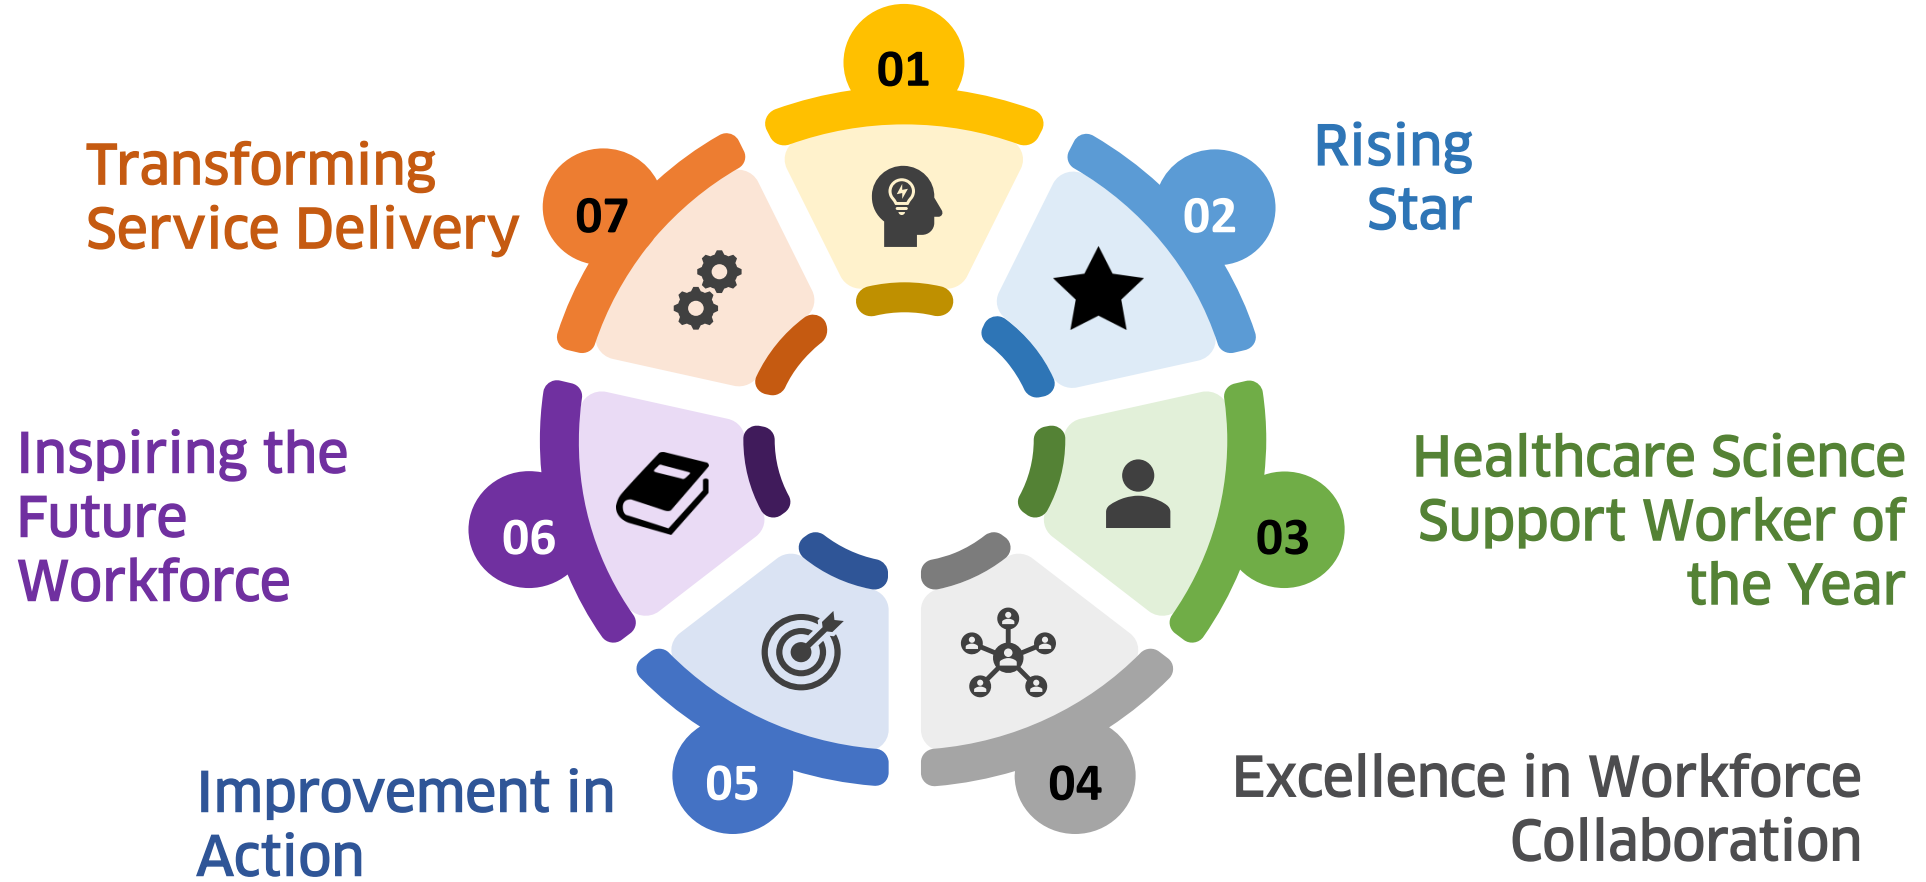 01
Rising
Star
02
Healthcare Science
Support Worker of
the Year
03
Excellence in Workforce
Collaboration
04
Improvement in
Action
05
Inspiring the
Future
Workforce
06
Transforming
Service Delivery
07